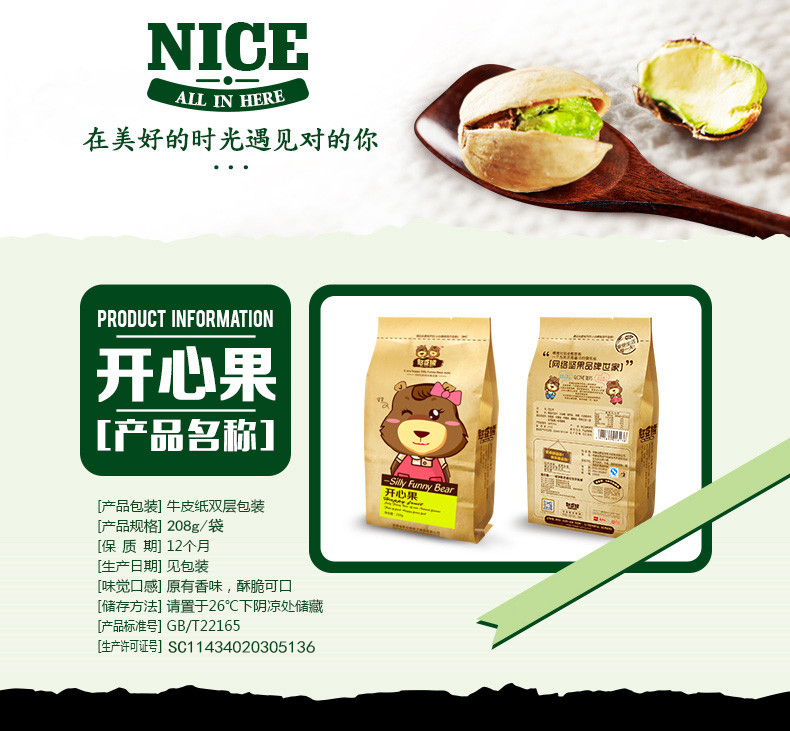 NICE
ALL IN HERE
在美好的时光遇见对的你
...
PRODUCT INFORMATION
开心果
[产品名称]
[产品包装] 牛皮纸双层包装
[产品规格] 208g/袋
[保 质 期] 12个月
[生产日期] 见包装
[味觉口感] 原有香味，酥脆可口
[储存方法] 请置于26℃下阴凉处储藏
[产品标准号] GB/T22165
[生产许可证号] SC11434020305136
Silly Funny Bear
开心果
“
[网络坚果品牌世家]
”